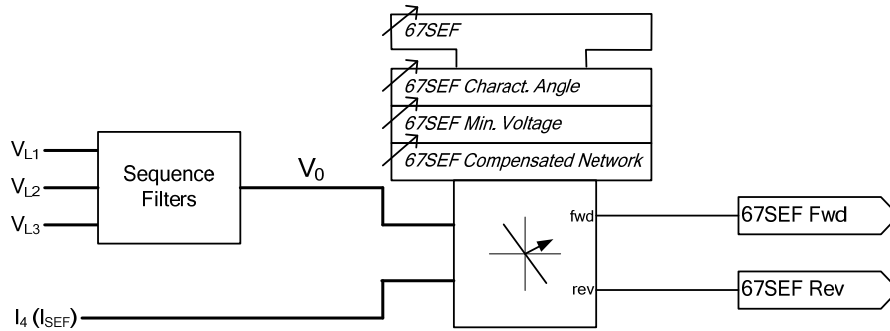 67SEF
67SEF Charact. Angle
67SEF Min. Voltage
67SEF Compensated Network
VL1
VL2
VL3
Sequence
Filters
V0
fwd
rev
67SEF Fwd
67SEF Rev
I4 (ISEF)